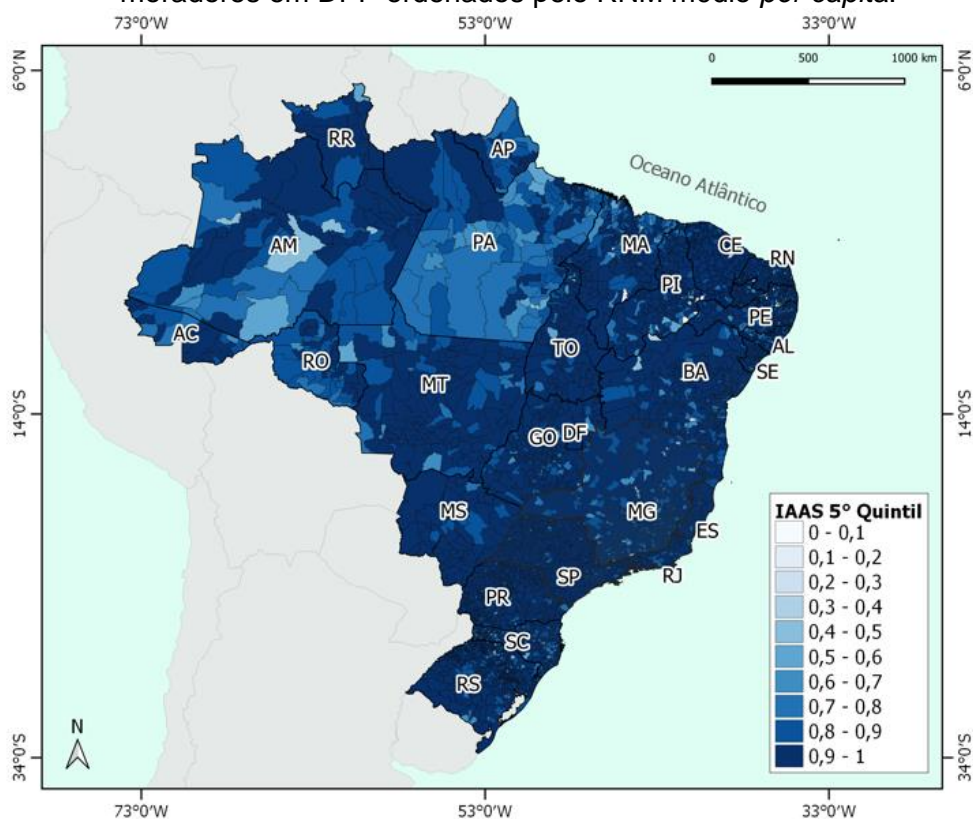 moradores em DPP ordenados pelo RNM médio per capita.
73°0′W 53°0′W 33°0′W
6°0′N 6°0′N
0 500 1000 km
Oceano Atlântico
RR AP
AM PA MA CE RN
PI
PE
AC TO AL
RO BA SE
MT
14°0′S 14°0′S
GO DF
MS MG
ES
SP RJ
PR
SC
RS
IAAS 5° Quintil
0 - 0,1
0,1 - 0,2
0,2 - 0,3
0,3 - 0,4
0,4 - 0,5
0,5 - 0,6
0,6 - 0,7
0,7 - 0,8
0,8 - 0,9
0,9 - 1
N
34°0′S 34°0′S
73°0′W 53°0′W 33°0′W